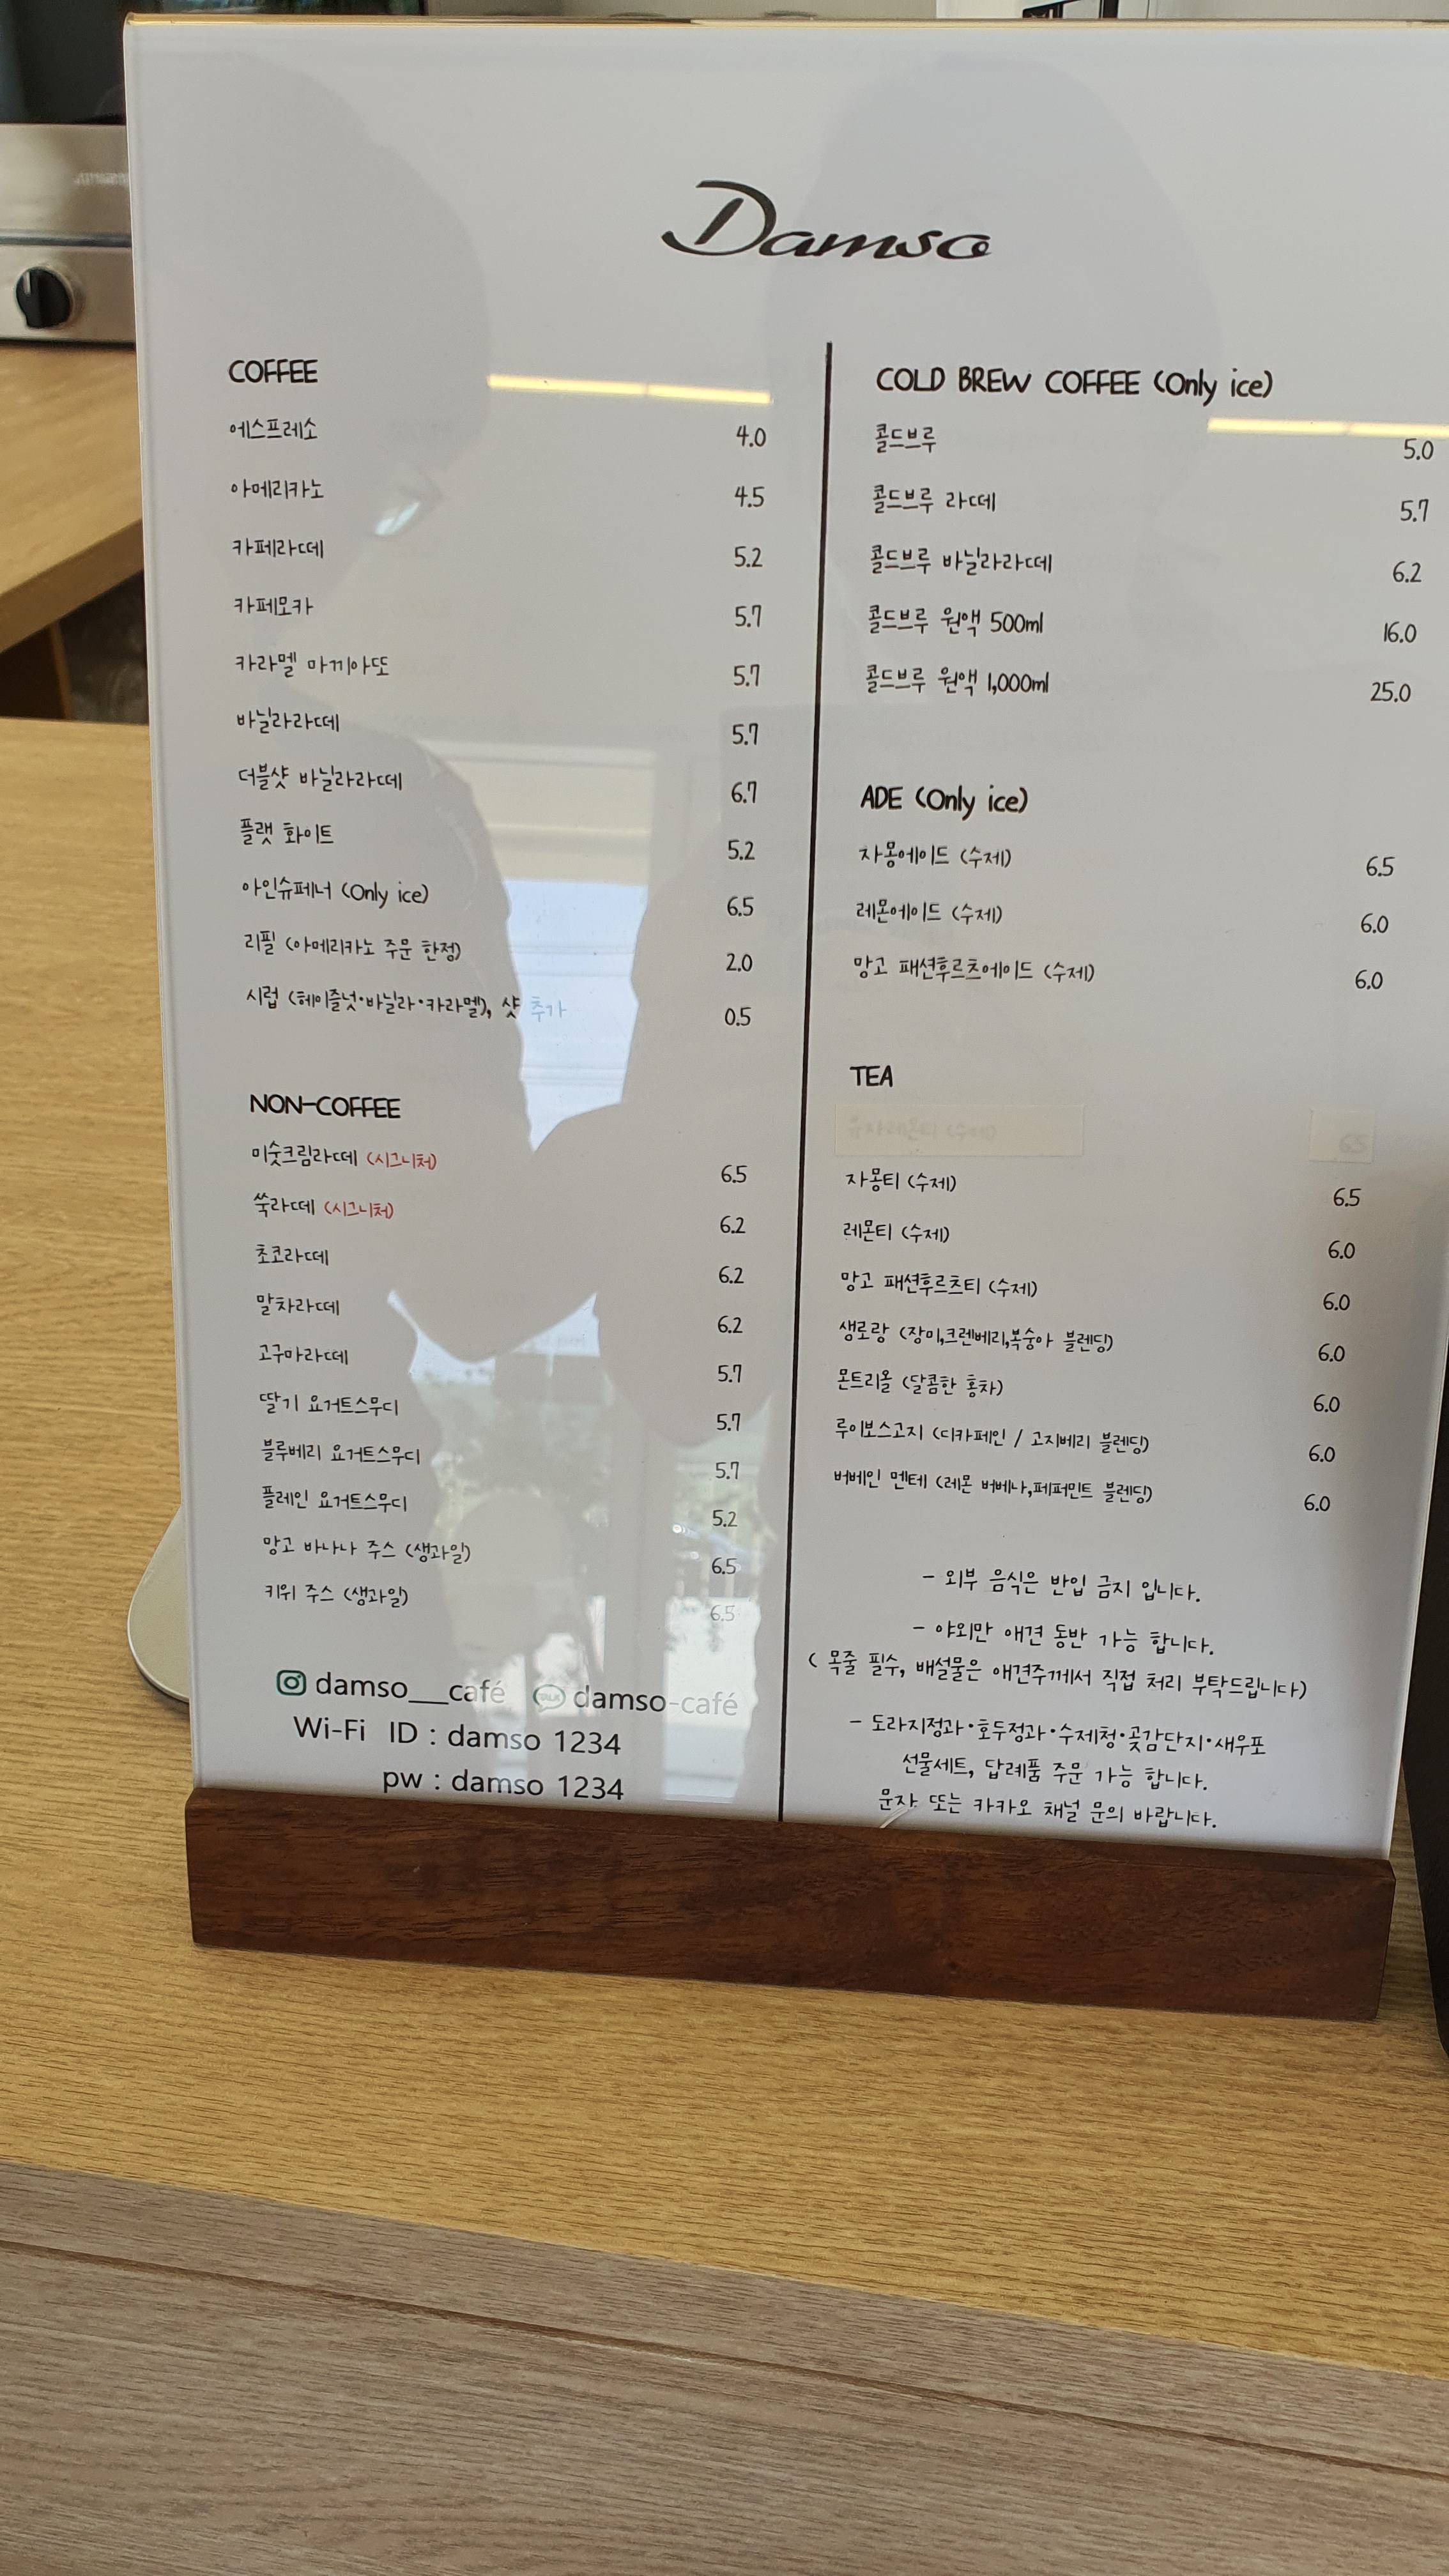 Damso
COFFEE
에스프레소 4.0
아메리카노 4.5
카페라떼 5.2
카페모카 5.7
카라멜 마끼아또 5.7
바닐라라떼 5.7
더블샷 바닐라라떼 6.7
플랫 화이트 5.2
아인슈페너 (Only ice) 6.5
리필 (아메리카노 주문 한정) 2.0
시럽 (헤이즐넛·바닐라·카라멜), 샷 추가 0.5
NON-COFFEE
미숫크림라떼 (시그니처) 6.5
쑥라떼 (시그니처) 6.2
초코라떼 6.2
말차라떼 6.2
고구마라떼 5.7
딸기 요거트스무디 5.7
블루베리 요거트스무디 5.7
플레인 요거트스무디 5.2
망고 바나나 주스 (생과일) 6.5
키위 주스 (생과일) 6.5
damso__café damso-café
Wi-Fi ID : damso 1234
pw : damso 1234
COLD BREW COFFEE (Only ice)
콜드브루 5.0
콜드브루 라떼 5.7
콜드브루 바닐라라떼 6.2
콜드브루 원액 500ml 16.0
콜드브루 원액 1,000ml 25.0
ADE (Only ice)
자몽에이드 (수제) 6.5
레몬에이드 (수제) 6.0
망고 패션후르츠에이드 (수제) 6.0
TEA
자몽티 (수제) 6.5
레몬티 (수제) 6.0
망고 패션후르츠티 (수제) 6.0
생로랑 (장미,크렌베리,복숭아 블렌딩) 6.0
몬트리올 (달콤한 홍차) 6.0
루이보스고지 (디카페인 / 고지베리 블렌딩) 6.0
버베인 멘테 (레몬 버베나,페퍼민트 블렌딩) 6.0
- 외부 음식은 반입 금지 입니다.
- 야외만 애견 동반 가능 합니다.
( 목줄 필수, 배설물은 애견주께서 직접 처리 부탁드립니다)
- 도라지정과·호두정과·수제청·곶감단지·새우포
선물세트, 답례품 주문 가능 합니다.
문자 또는 카카오 채널 문의 바랍니다.